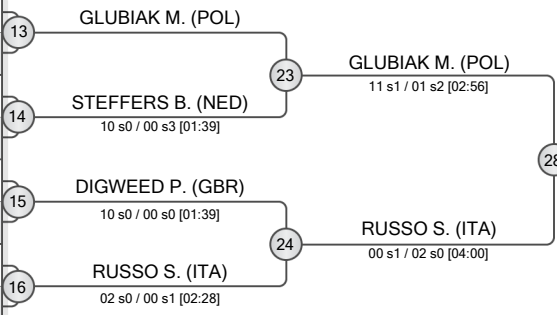 13
GLUBIAK M. (POL)
23
GLUBIAK M. (POL)
11 s1 / 01 s2 [02:56]
14
STEFFERS B. (NED)
10 s0 / 00 s3 [01:39]
28
15
DIGWEED P. (GBR)
10 s0 / 00 s0 [01:39]
24
RUSSO S. (ITA)
00 s1 / 02 s0 [04:00]
16
RUSSO S. (ITA)
02 s0 / 00 s1 [02:28]